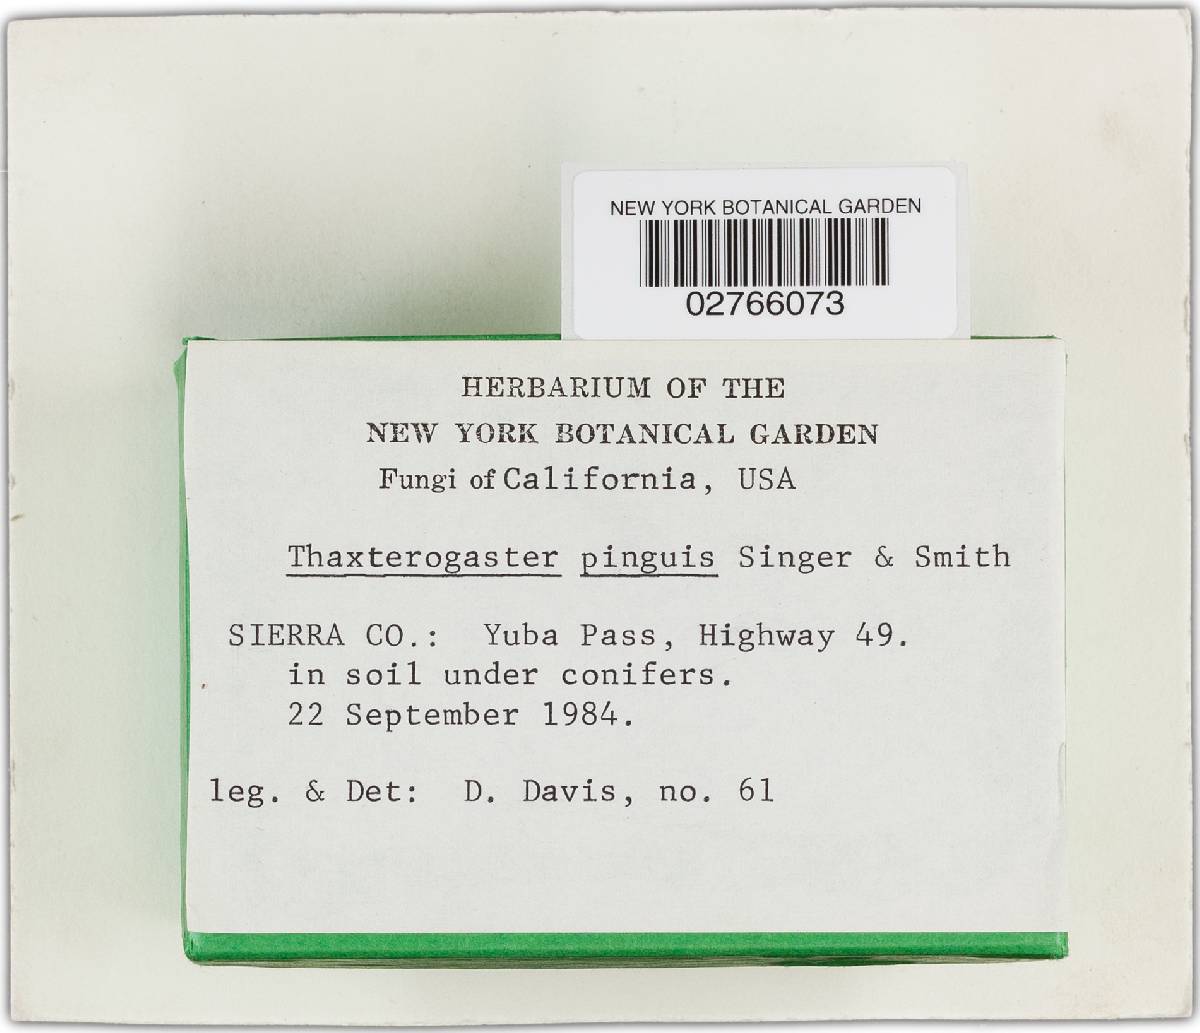 NEW YORK BOTANICAL GARDEN
02766073
HERBARIUM OF THE
NEW YORK BOTANICAL GARDEN
Fungi of California, USA
Thaxterogaster pinguis Singer & Smith
SIERRA CO.: Yuba Pass, Highway 49.
in soil under conifers.
22 September 1984.
leg. & Det: D. Davis, no. 61